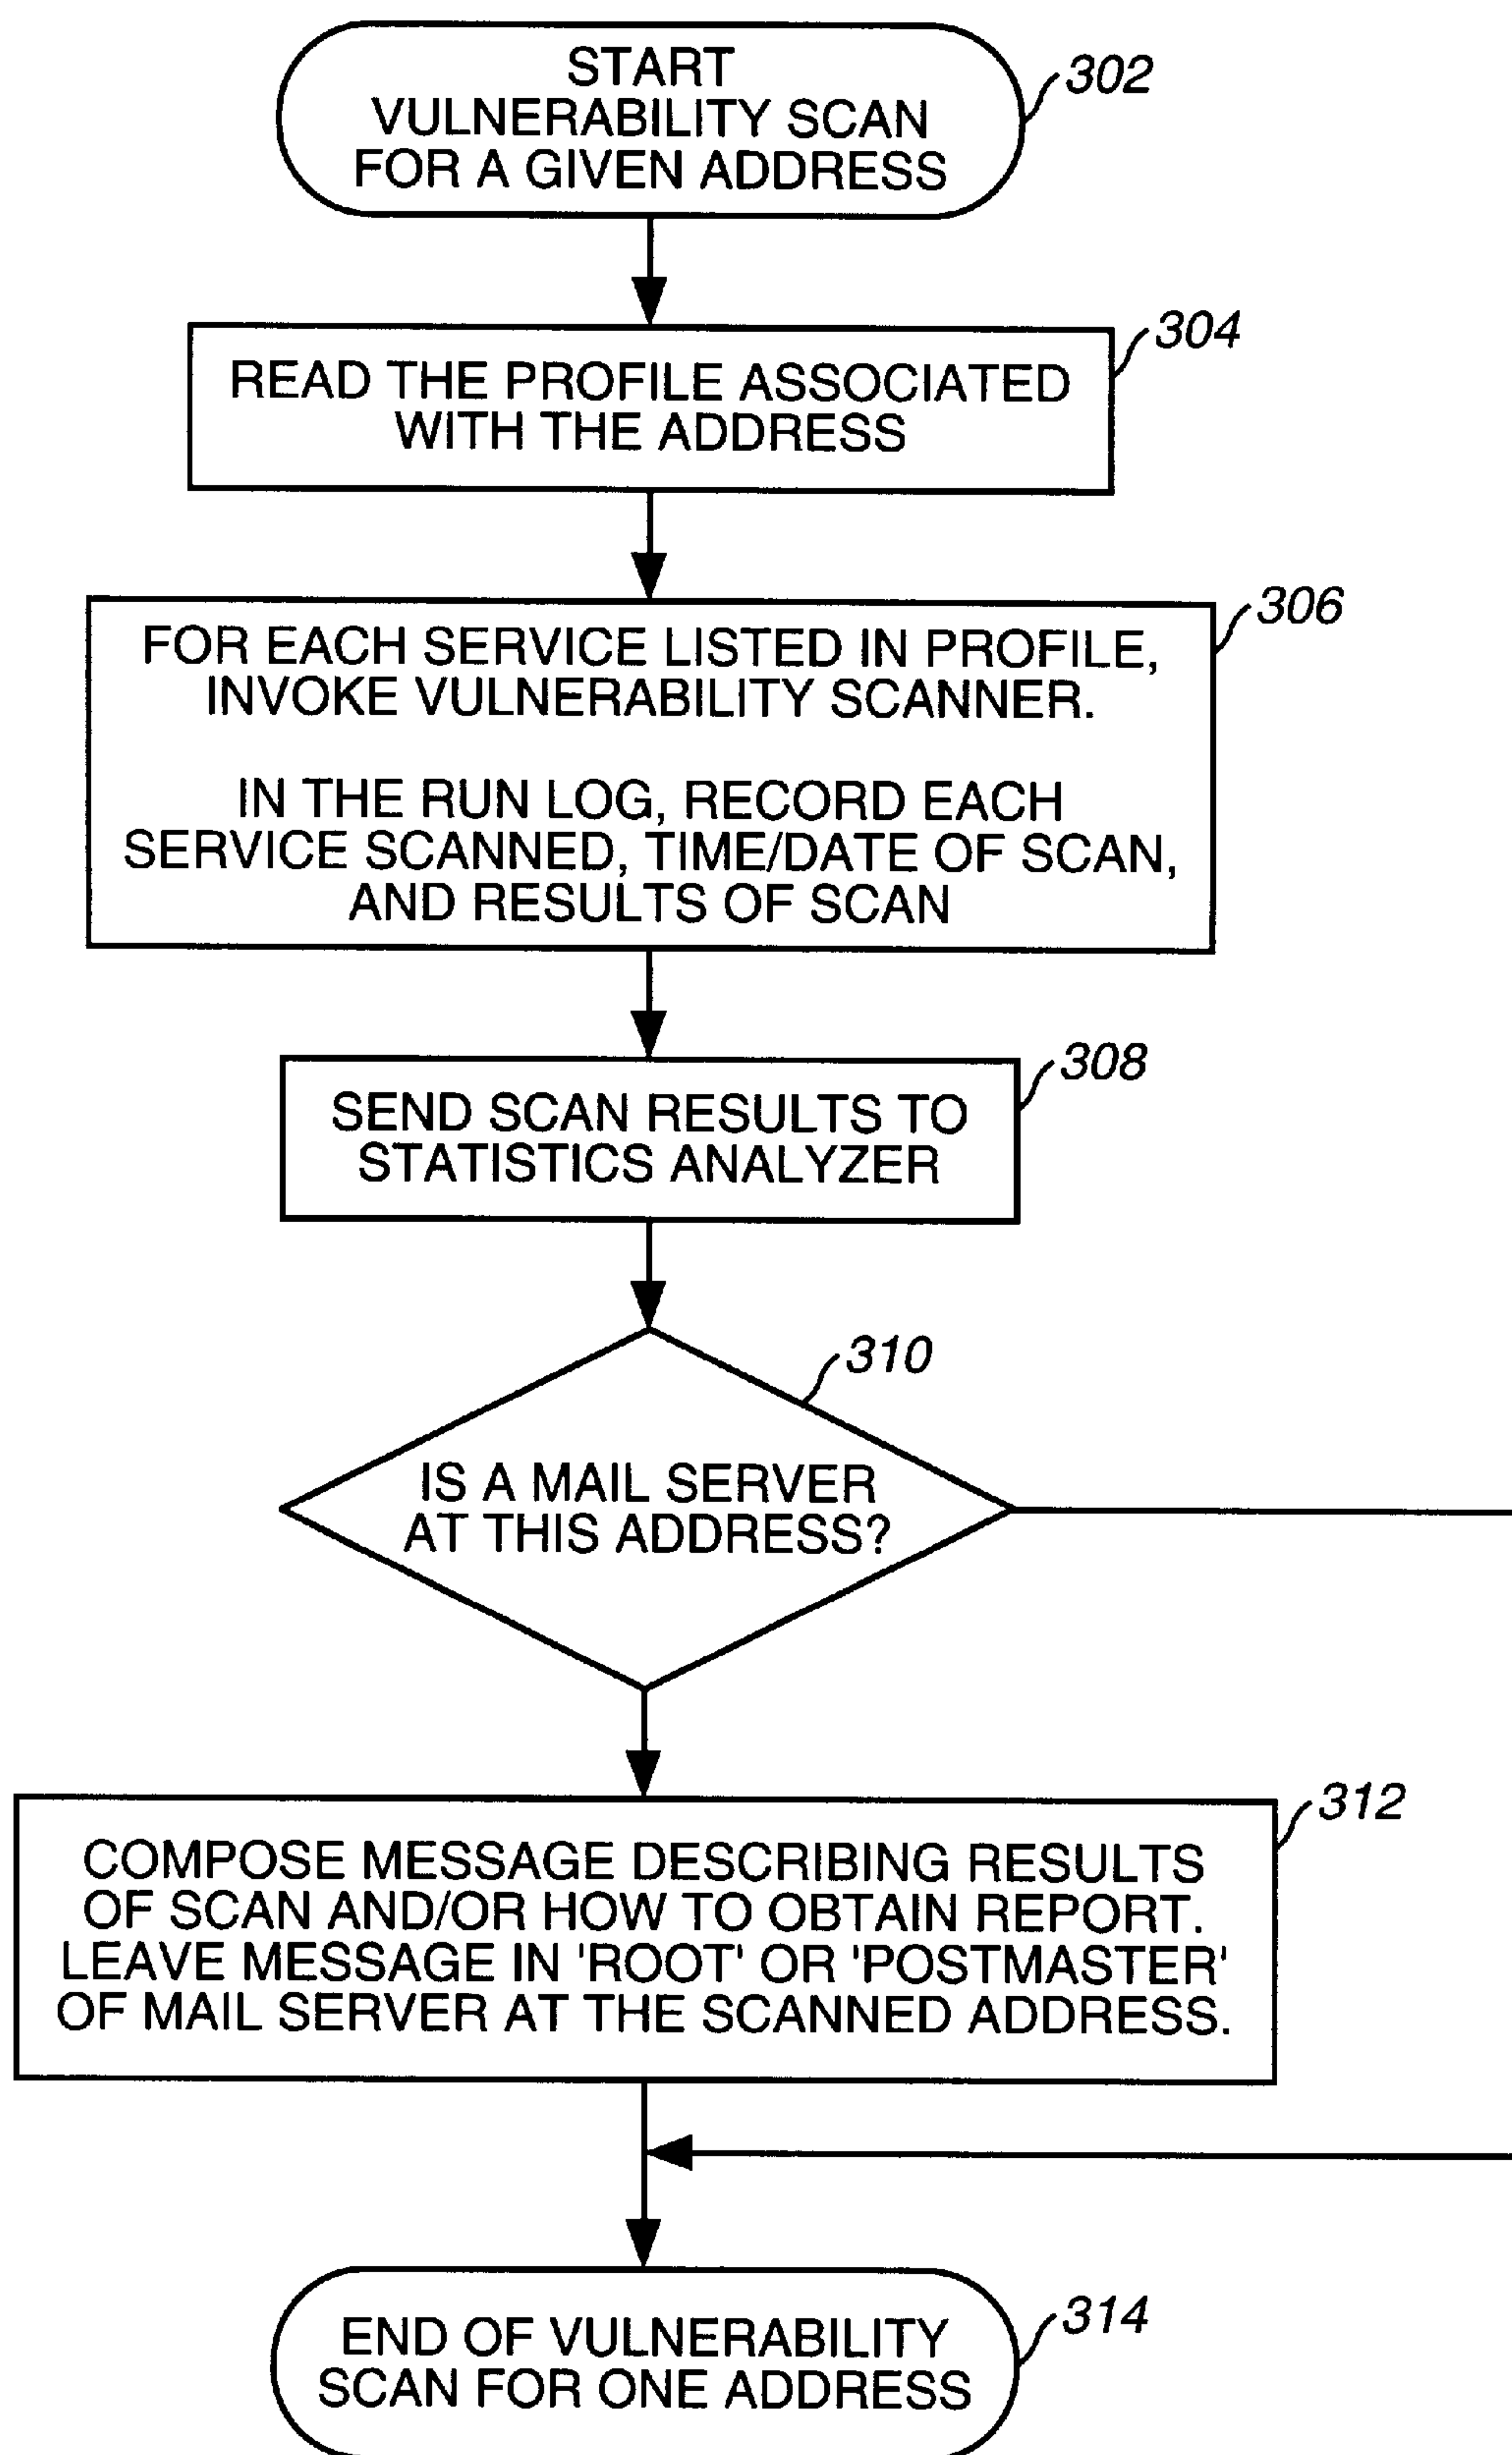 START
VULNERABILITY SCAN
FOR A GIVEN ADDRESS
302
READ THE PROFILE ASSOCIATED
WITH THE ADDRESS
304
FOR EACH SERVICE LISTED IN PROFILE,
INVOKE VULNERABILITY SCANNER.
IN THE RUN LOG, RECORD EACH
SERVICE SCANNED, TIME/DATE OF SCAN,
AND RESULTS OF SCAN
306
SEND SCAN RESULTS TO
STATISTICS ANALYZER
308
IS A MAIL SERVER
AT THIS ADDRESS?
310
COMPOSE MESSAGE DESCRIBING RESULTS
OF SCAN AND/OR HOW TO OBTAIN REPORT.
LEAVE MESSAGE IN 'ROOT' OR 'POSTMASTER'
OF MAIL SERVER AT THE SCANNED ADDRESS.
312
END OF VULNERABILITY
SCAN FOR ONE ADDRESS
314